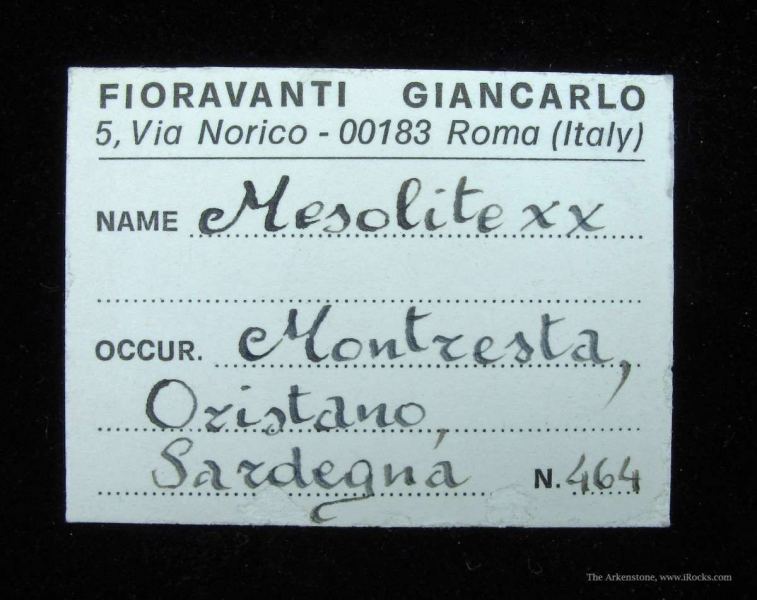 FIORAVANTI GIANCARLO
5, Via Norico - 00183 Roma (Italy)
NAME Mesolite xx
OCCUR. Montresta,
Oristano,
Sardegna N. 464
The Arkenstone, www.iRocks.com